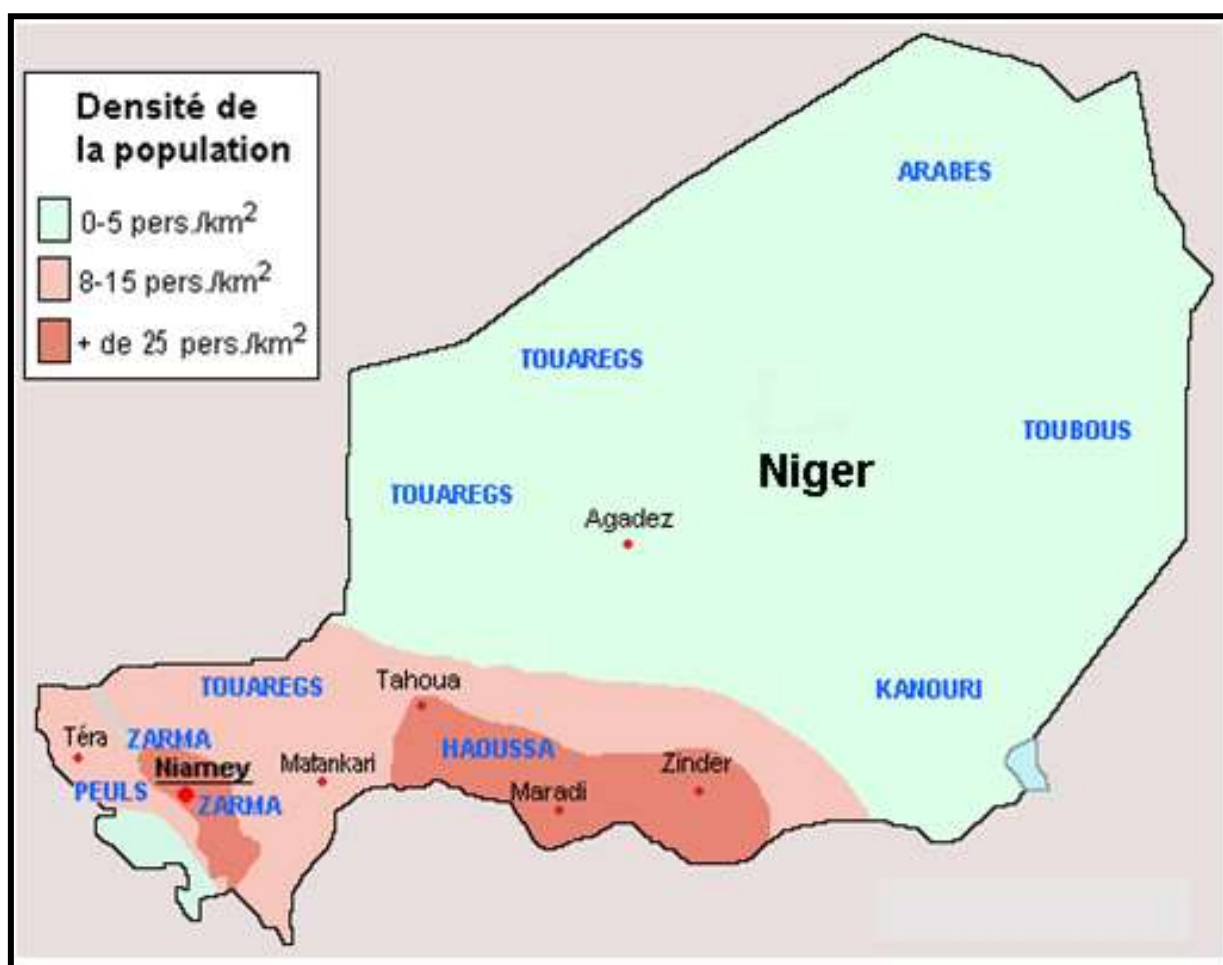 Densité de
la population
0-5 pers./km²
8-15 pers./km²
+ de 25 pers./km²
ARABES
TOUAREGS
TOUBOUS
Niger
TOUAREGS
Agadez
TOUAREGS
Tahoua
KANOURI
Téra
ZARMA
HAOUSSA
Niamey
Matankari
Zinder
PEULS
ZARMA
Maradi